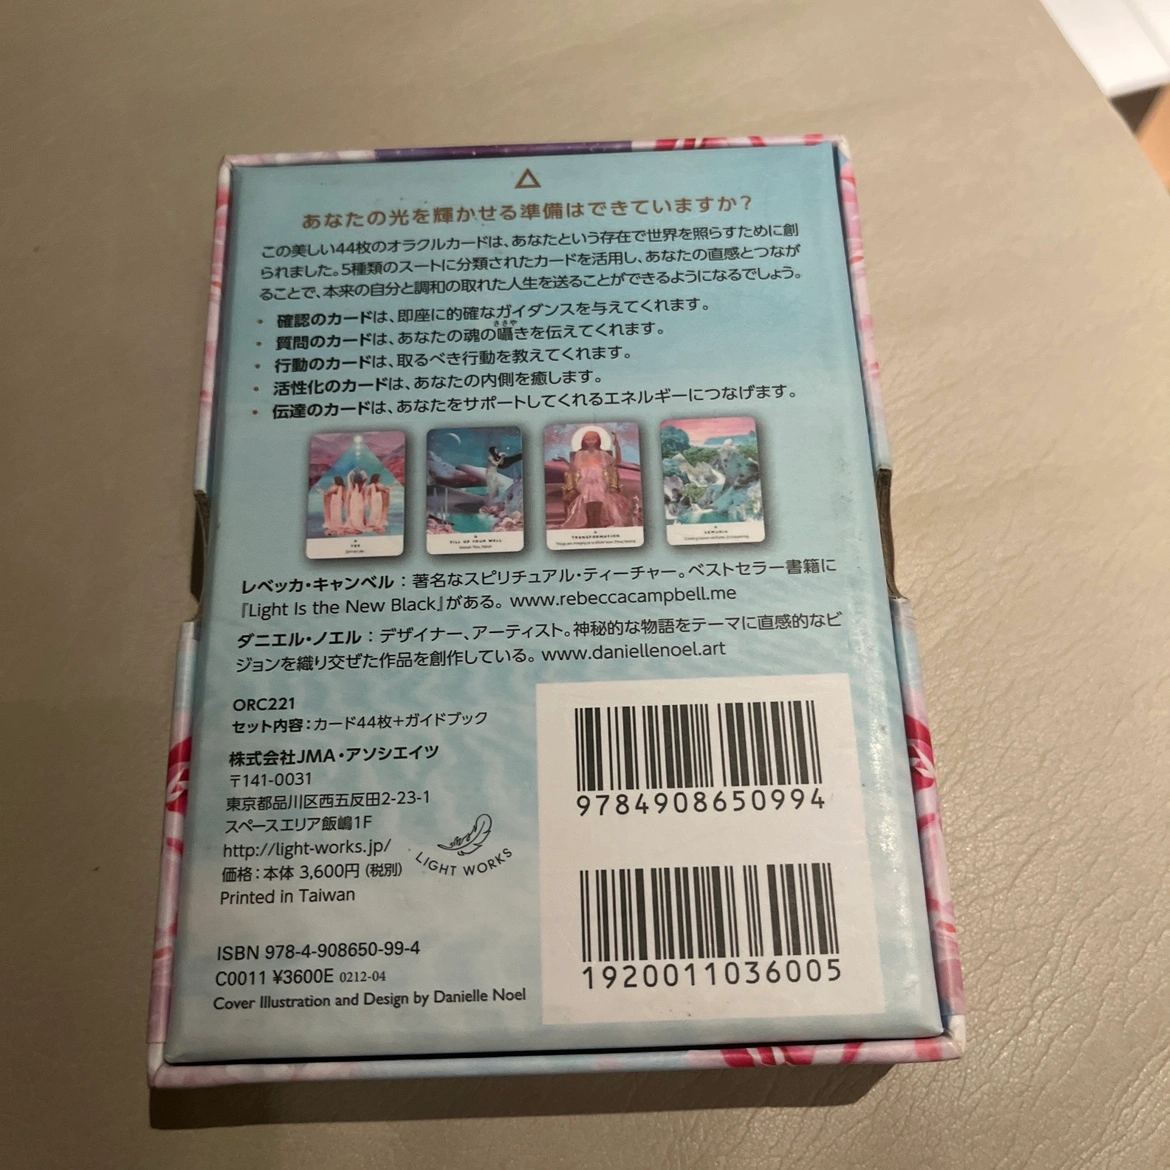 あなたの光を輝かせる準備はできていますか?
この美しい44枚のオラクルカードは、あなたという存在で世界を照らすために創
られました。5種類のスートに分類されたカードを活用し、あなたの直感とつなが
ることで、本来の自分と調和の取れた人生を送ることができるようになるでしょう。
・ 確認のカードは、即座に的確なガイダンスを与えてくれます。
・ 質問のカードは、あなたの魂の囁きを伝えてくれます。
ささや
・ 行動のカードは、取るべき行動を教えてくれます。
・ 活性化のカードは、あなたの内側を癒します。
・ 伝達のカードは、あなたをサポートしてくれるエネルギーにつなげます。
YES
FILL UP YOUR WELL
TRANSFORMATION
LEMURIA
レベッカ・キャンベル：著名なスピリチュアル・ティーチャー。ベストセラー書籍に
『Light Is the New Black』がある。 www.rebeccacampbell.me
ダニエル・ノエル：デザイナー、アーティスト。神秘的な物語をテーマに直感的なビ
ジョンを織り交ぜた作品を創作している。 www.daniellenoel.art
ORC221
セット内容：カード44枚+ガイドブック
株式会社JMA・アソシエイツ
〒141-0031
東京都品川区西五反田2-23-1
スペースエリア飯嶋1F
http://light-works.jp/
価格：本体 3,600円 (税別)
Printed in Taiwan
LIGHT WORKS
ISBN 978-4-908650-99-4
C0011 ¥3600E 0212-04
Cover Illustration and Design by Danielle Noel
9784908650994
1920011036005